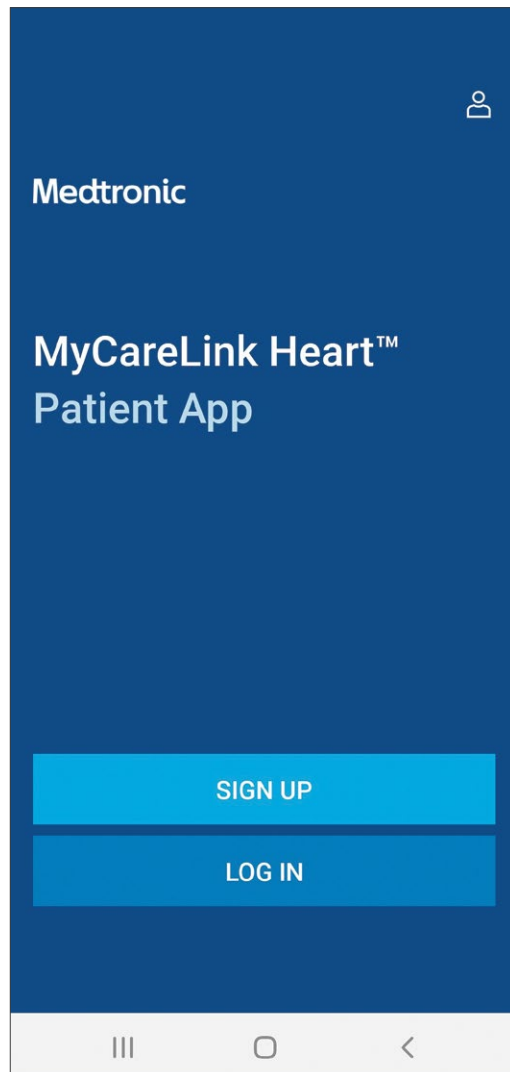 Medtronic
MyCareLink Heart™
Patient App
SIGN UP
LOG IN